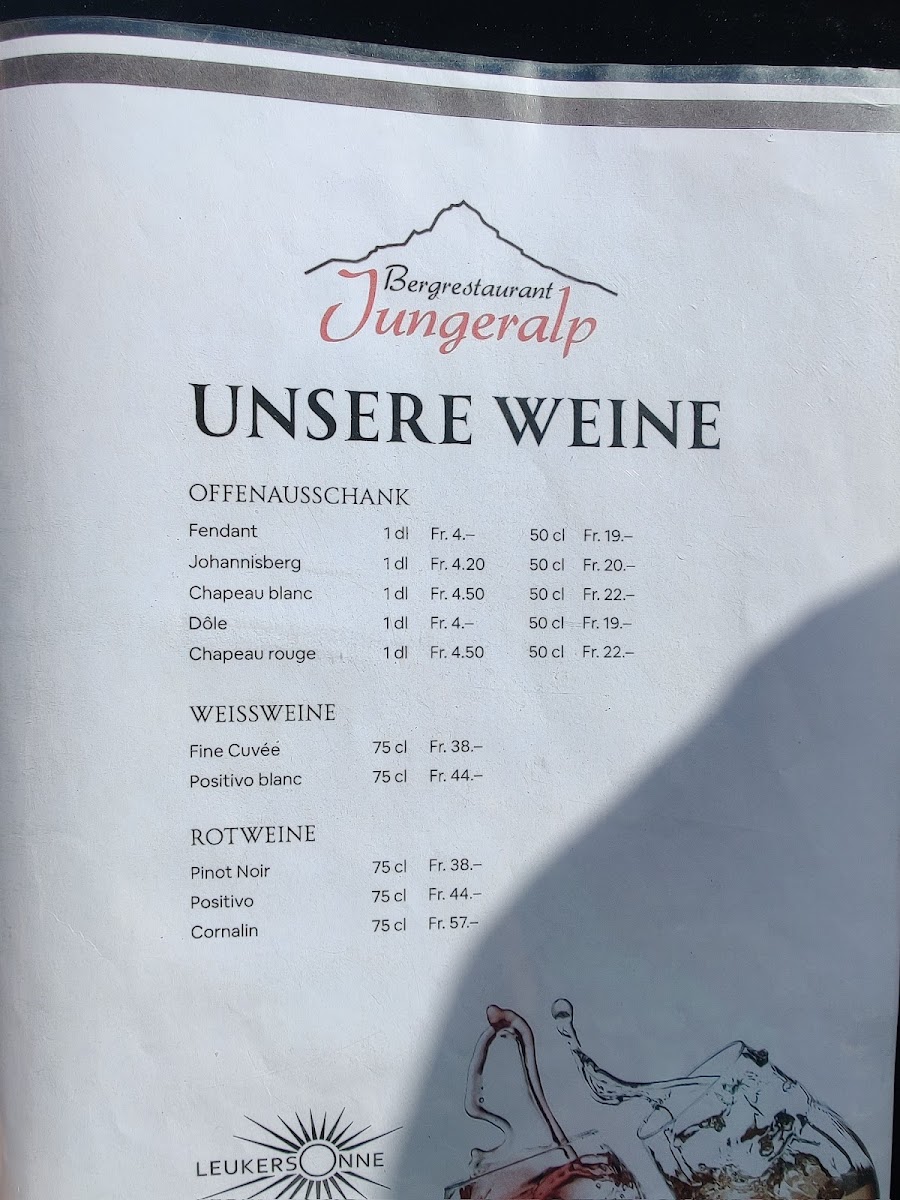 Bergrestaurant
Jungeralp
UNSERE WEINE
OFFENAUSSCHANK
Fendant 1 dl Fr. 4.– 50 cl Fr. 19.–
Johannisberg 1 dl Fr. 4.20 50 cl Fr. 20.–
Chapeau blanc 1 dl Fr. 4.50 50 cl Fr. 22.–
Dôle 1 dl Fr. 4.– 50 cl Fr. 19.–
Chapeau rouge 1 dl Fr. 4.50 50 cl Fr. 22.–
WEISSWEINE
Fine Cuvée 75 cl Fr. 38.–
Positivo blanc 75 cl Fr. 44.–
ROTWEINE
Pinot Noir 75 cl Fr. 38.–
Positivo 75 cl Fr. 44.–
Cornalin 75 cl Fr. 57.–
LEUKERSONNE